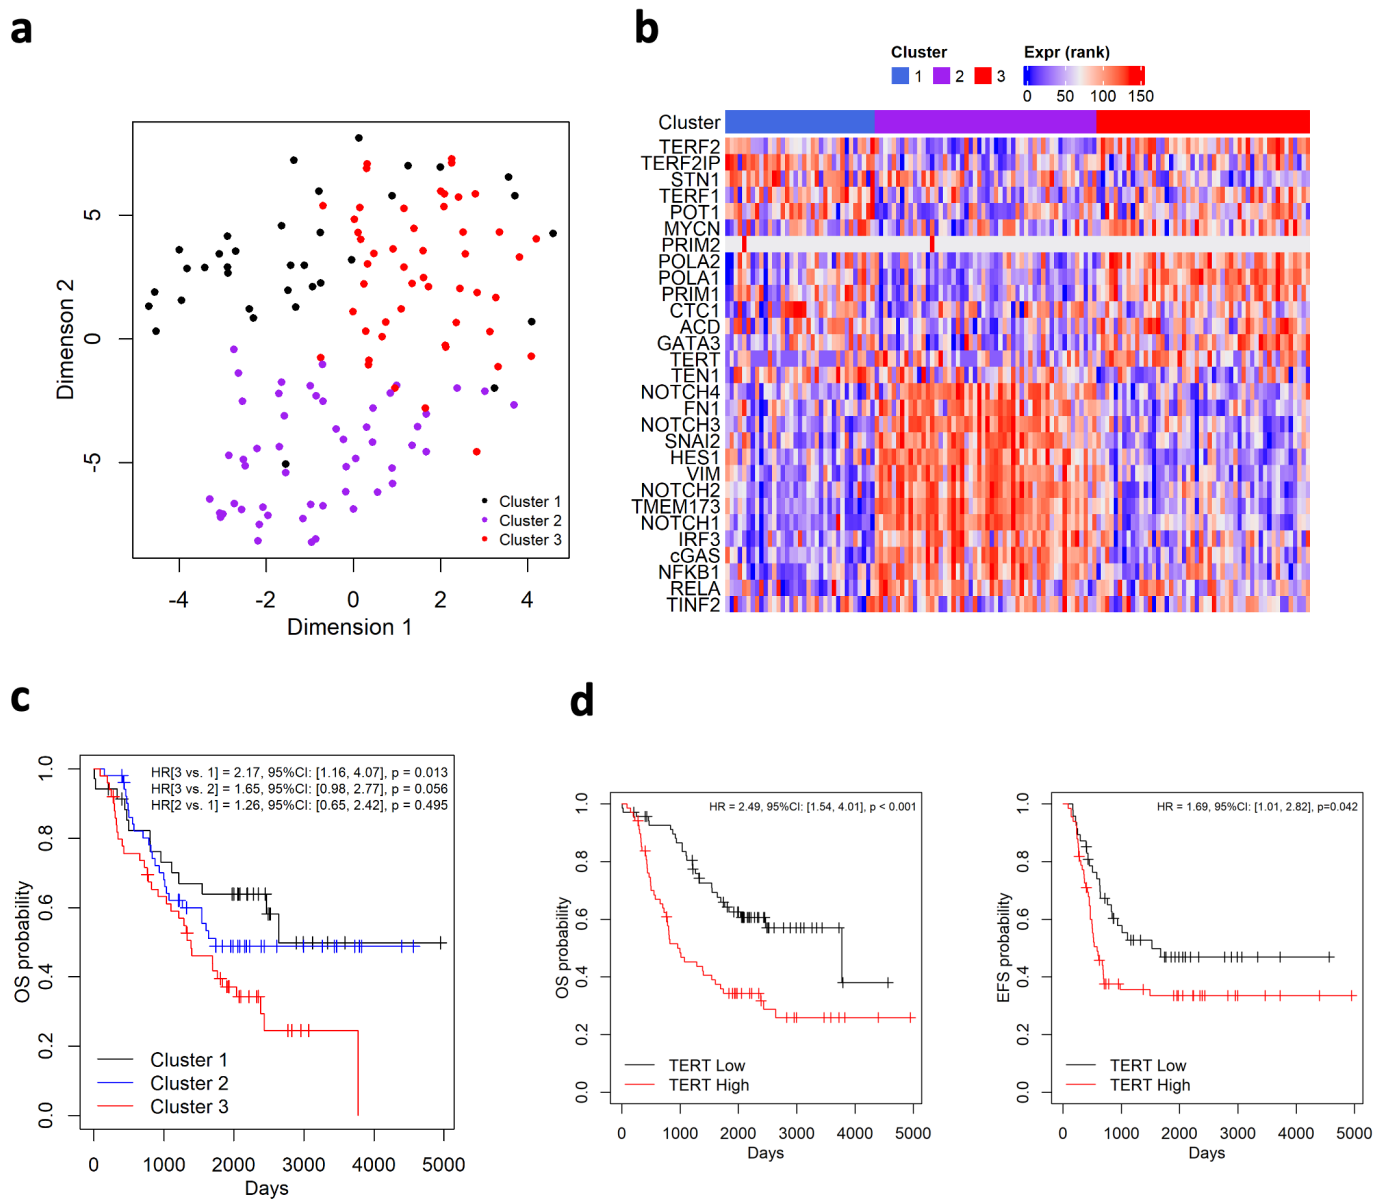 a
Dimenson 2
5
0
-5
-4 -2 0 2 4
Dimension 1
Cluster 1
Cluster 2
Cluster 3
b
Cluster
1 2 3
Expr (rank)
0 50 100 150
Cluster
TERF2
TERF2IP
STN1
TERF1
POT1
MYCN
PRIM2
POLA2
POLA1
PRIM1
CTC1
ACD
GATA3
TERT
TEN1
NOTCH4
FN1
NOTCH3
SNAI2
HES1
VIM
NOTCH2
TMEM173
NOTCH1
IRF3
cGAS
NFKB1
RELA
TINF2
c
HR[3 vs. 1] = 2.17, 95%CI: [1.16, 4.07], p = 0.013
HR[3 vs. 2] = 1.65, 95%CI: [0.98, 2.77], p = 0.056
HR[2 vs. 1] = 1.26, 95%CI: [0.65, 2.42], p = 0.495
OS probability
1.0
0.8
0.6
0.4
0.2
0.0
Cluster 1
Cluster 2
Cluster 3
0 1000 2000 3000 4000 5000
Days
d
HR = 2.49, 95%CI: [1.54, 4.01], p < 0.001
OS probability
1.0
0.8
0.6
0.4
0.2
0.0
TERT Low
TERT High
0 1000 2000 3000 4000 5000
Days
HR = 1.69, 95%CI: [1.01, 2.82], p=0.042
EFS probability
1.0
0.8
0.6
0.4
0.2
0.0
TERT Low
TERT High
0 1000 2000 3000 4000 5000
Days